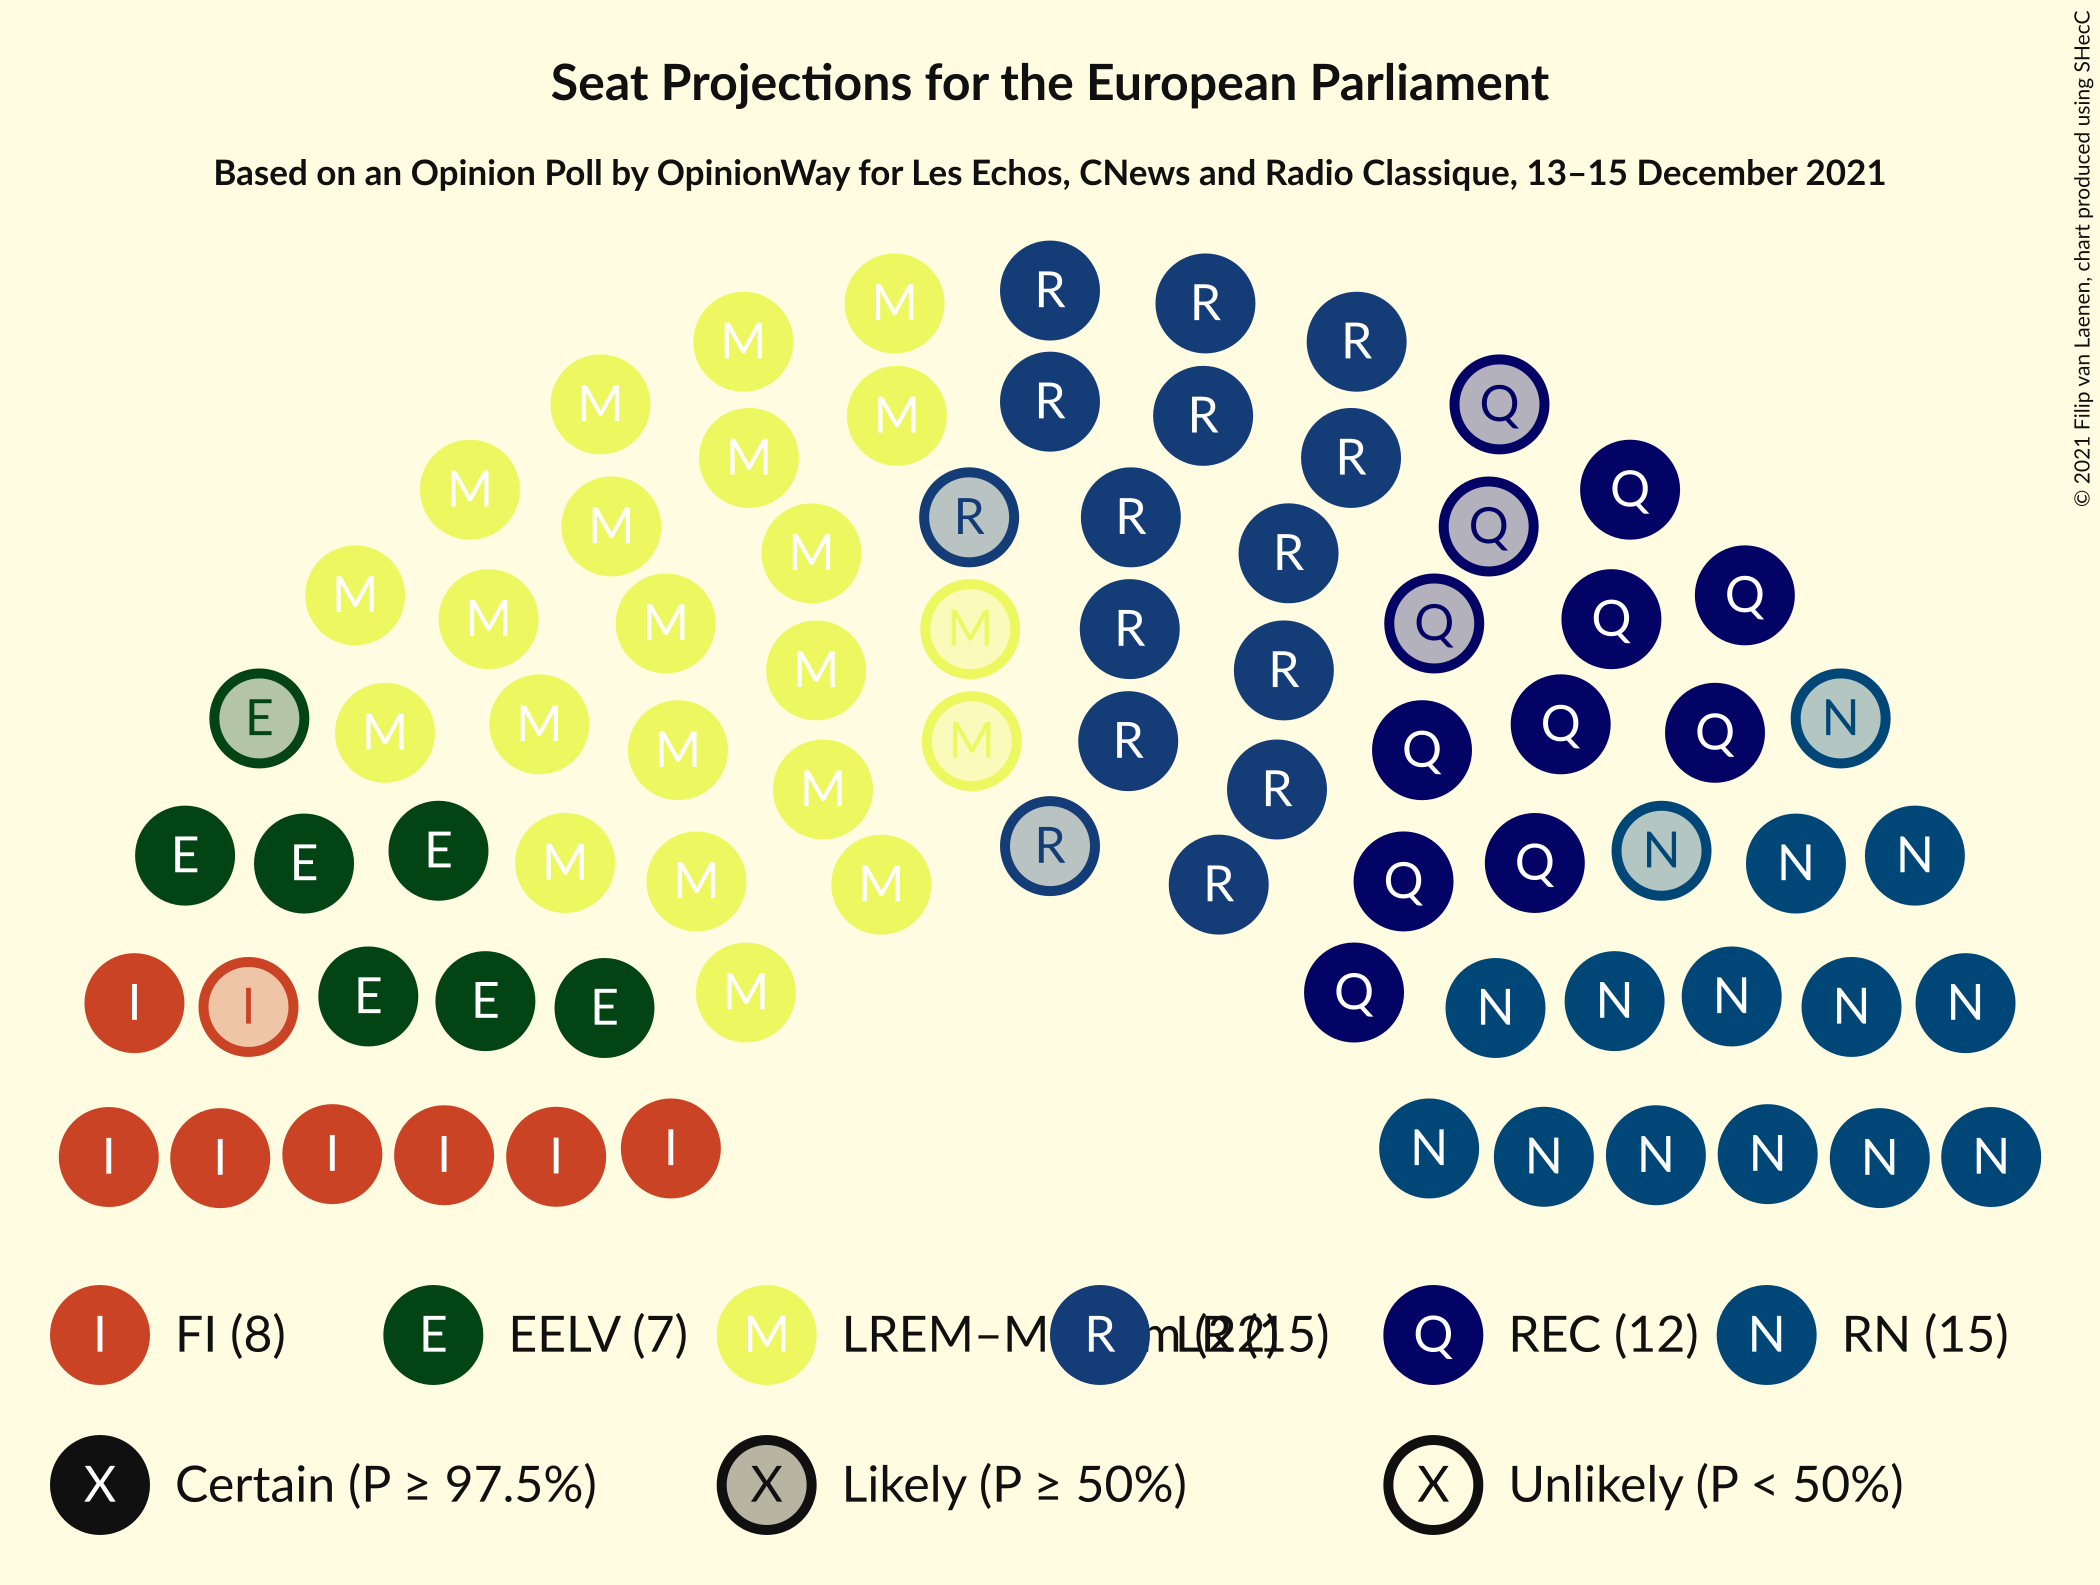 Seat Projections for the European Parliament
Based on an Opinion Poll by OpinionWay for Les Echos, CNews and Radio Classique, 13–15 December 2021
© 2021 Filip van Laenen, chart produced using SHecC
R
M R
M R
M R
M Q
R
M R
M R
M Q
M Q
R R
M Q
M R
M Q
M Q
M M R
M Q
M R
E N
M Q
M Q
M R
M Q
M R
M R
E E E M M M R R Q Q N N N
I I E E E M Q N N N N N
I I I I I I N N N N N N
I FI (8) E EELV (7) M LREM–M m (22) R LR (15) Q REC (12) N RN (15)
X Certain (P ≥ 97.5%) X Likely (P ≥ 50%) X Unlikely (P < 50%)